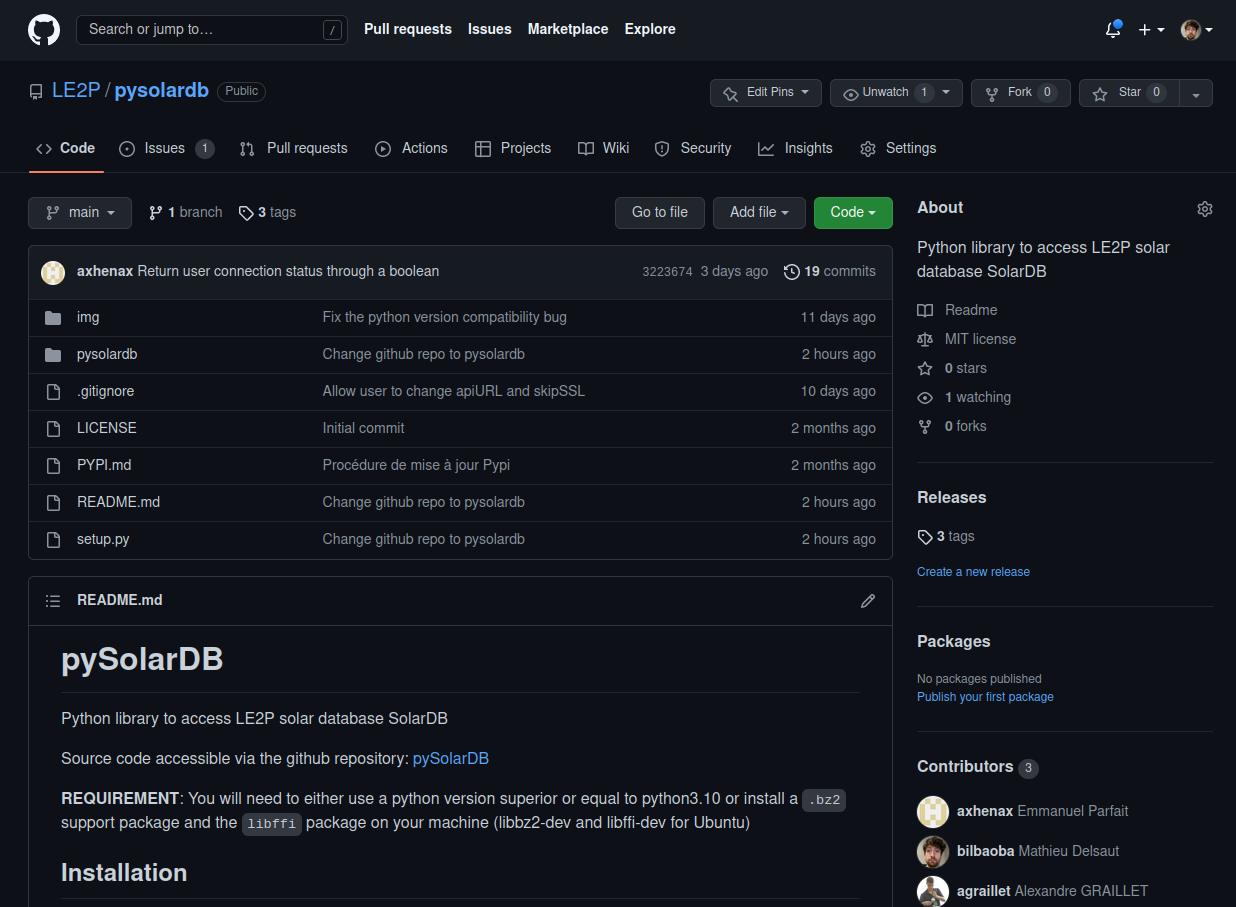 Search or jump to… / Pull requests Issues Marketplace Explore
LE2P / pysolardb Public
Edit Pins Unwatch 1 Fork 0 Star 0
Code Issues 1 Pull requests Actions Projects Wiki Security Insights Settings
main 1 branch 3 tags Go to file Add file Code
axhenax Return user connection status through a boolean 3223674 3 days ago 19 commits
img Fix the python version compatibility bug 11 days ago
pysolardb Change github repo to pysolardb 2 hours ago
.gitignore Allow user to change apiURL and skipSSL 10 days ago
LICENSE Initial commit 2 months ago
PYPI.md Procédure de mise à jour Pypi 2 months ago
README.md Change github repo to pysolardb 2 hours ago
setup.py Change github repo to pysolardb 2 hours ago
README.md
pySolarDB
Python library to access LE2P solar database SolarDB
Source code accessible via the github repository: pySolarDB
REQUIREMENT: You will need to either use a python version superior or equal to python3.10 or install a .bz2
support package and the libffi package on your machine (libbz2-dev and libffi-dev for Ubuntu)
Installation
About
Python library to access LE2P solar
database SolarDB
Readme
MIT license
0 stars
1 watching
0 forks
Releases
3 tags
Create a new release
Packages
No packages published
Publish your first package
Contributors 3
axhenax Emmanuel Parfait
bilbaoba Mathieu Delsaut
agraillet Alexandre GRAILLET